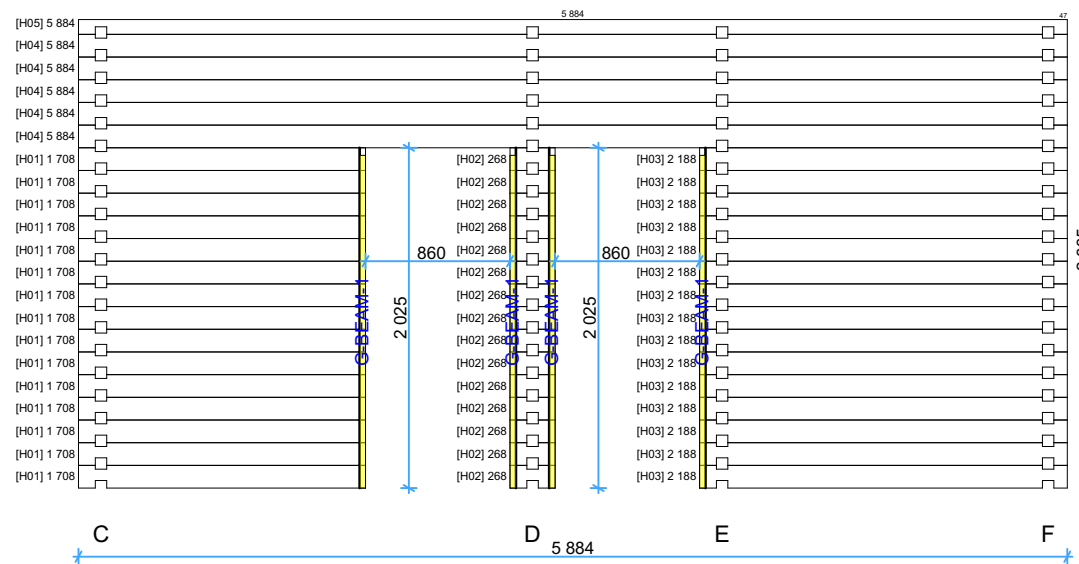 5 884
47
[H05] 5 884
[H04] 5 884
[H04] 5 884
[H04] 5 884
[H04] 5 884
[H04] 5 884
[H01] 1 708
[H02] 268
[H03] 2 188
[H01] 1 708
[H02] 268
[H03] 2 188
[H01] 1 708
[H02] 268
[H03] 2 188
[H01] 1 708
[H02] 268
[H03] 2 188
[H01] 1 708
[H02] 268
[H03] 2 188
860
860
[H01] 1 708
[H02] 268
[H03] 2 188
[H01] 1 708
[H02] 268
[H03] 2 188
[H01] 1 708
[H02] 268
[H03] 2 188
G-BEAM-1
2 025
G-BEAM-1
G-BEAM-1
2 025
G-BEAM-1
[H01] 1 708
[H02] 268
[H03] 2 188
[H01] 1 708
[H02] 268
[H03] 2 188
[H01] 1 708
[H02] 268
[H03] 2 188
[H01] 1 708
[H02] 268
[H03] 2 188
[H01] 1 708
[H02] 268
[H03] 2 188
[H01] 1 708
[H02] 268
[H03] 2 188
[H01] 1 708
[H02] 268
[H03] 2 188
C
D
E
F
5 884